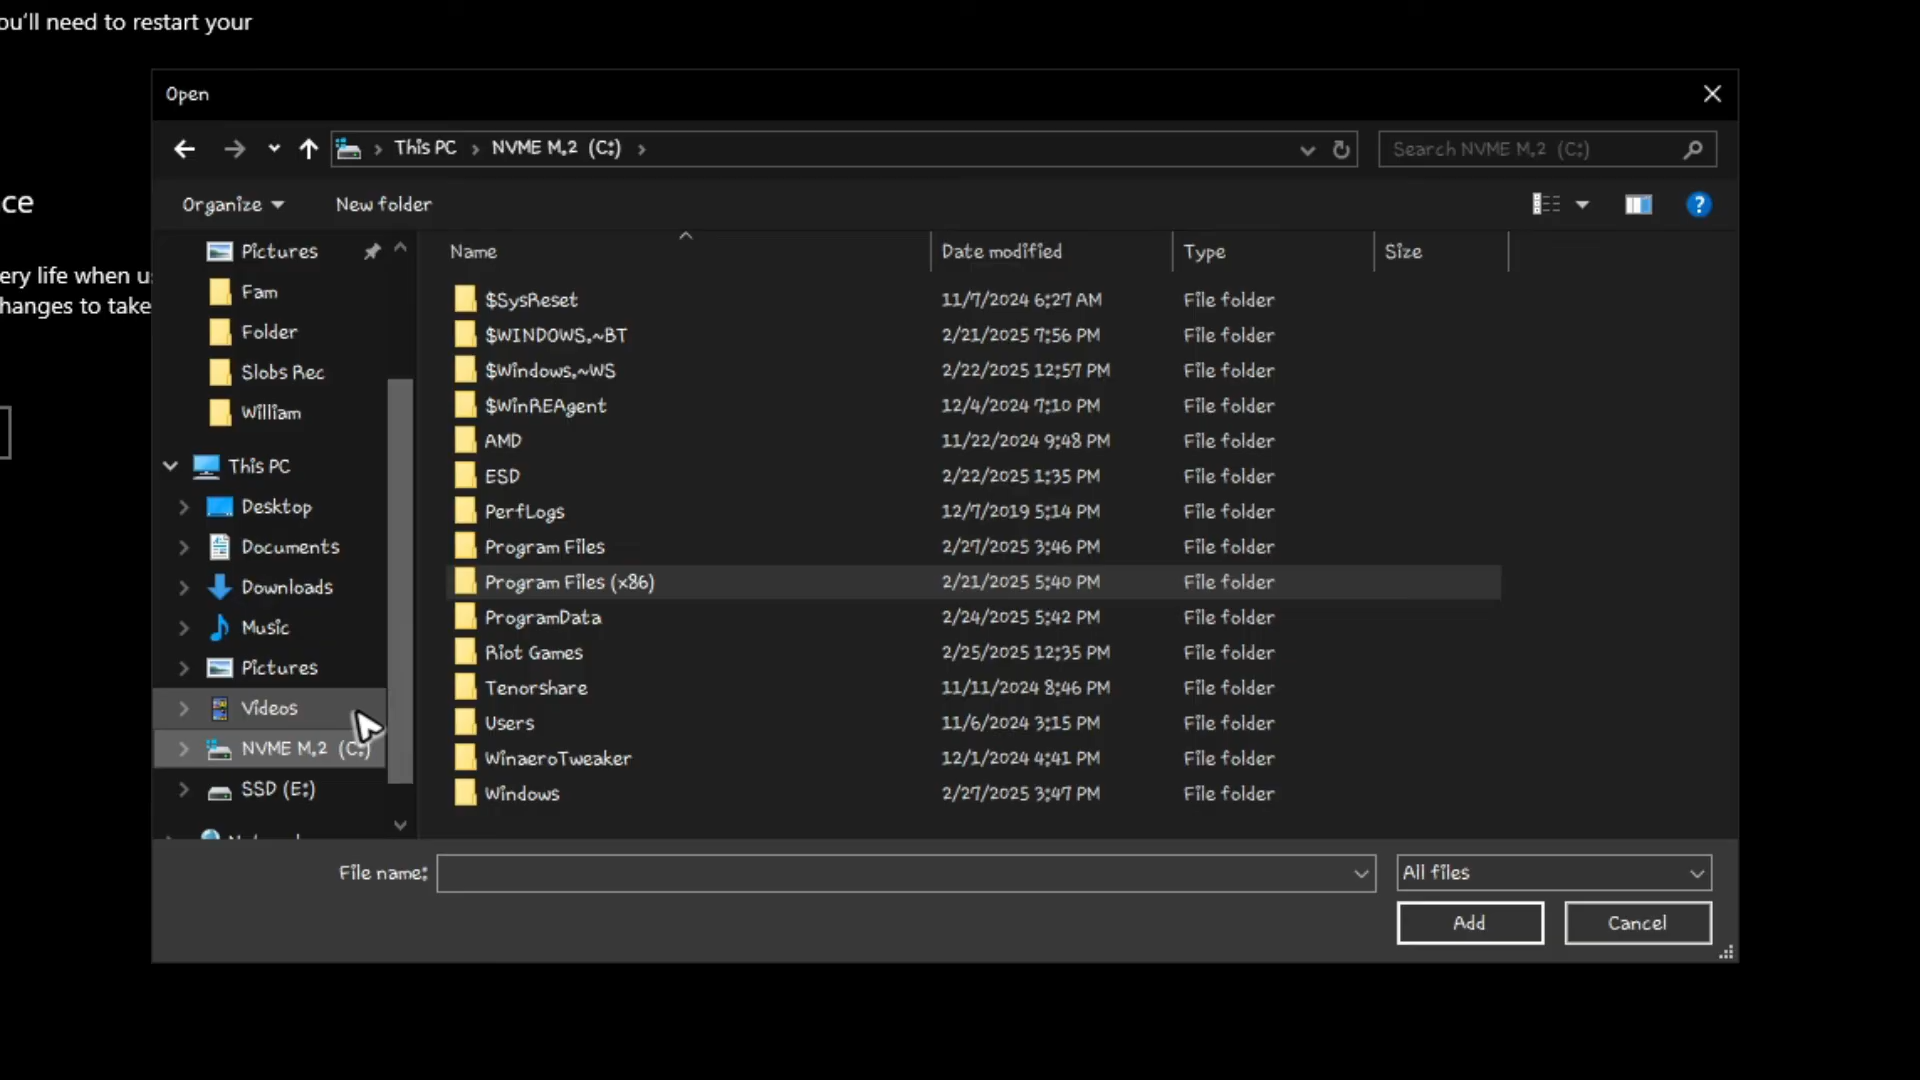 ou'll need to restart your
Open
This PC > NVME M.2 (C:) >
Search NVME M.2 (C:)
Organize
New folder
ce
ery life when u
hanges to take
Pictures
Fam
Folder
Slobs Rec
William
This PC
Desktop
Documents
Downloads
Music
Pictures
Videos
NVME M.2 (C:)
SSD (E:)
Name Date modified Type Size
$SysReset 11/7/2024 6:27 AM File folder
$WINDOWS.~BT 2/21/2025 7:56 PM File folder
$Windows.~WS 2/22/2025 12:57 PM File folder
$WinREAgent 12/4/2024 7:10 PM File folder
AMD 11/22/2024 9:48 PM File folder
ESD 2/22/2025 1:35 PM File folder
PerfLogs 12/7/2019 5:14 PM File folder
Program Files 2/27/2025 3:46 PM File folder
Program Files (x86) 2/21/2025 5:40 PM File folder
ProgramData 2/24/2025 5:42 PM File folder
Riot Games 2/25/2025 12:35 PM File folder
Tenorshare 11/11/2024 8:46 PM File folder
Users 11/6/2024 3:15 PM File folder
WinaeroTweaker 12/1/2024 4:41 PM File folder
Windows 2/27/2025 3:47 PM File folder
File name:
All files
Add
Cancel